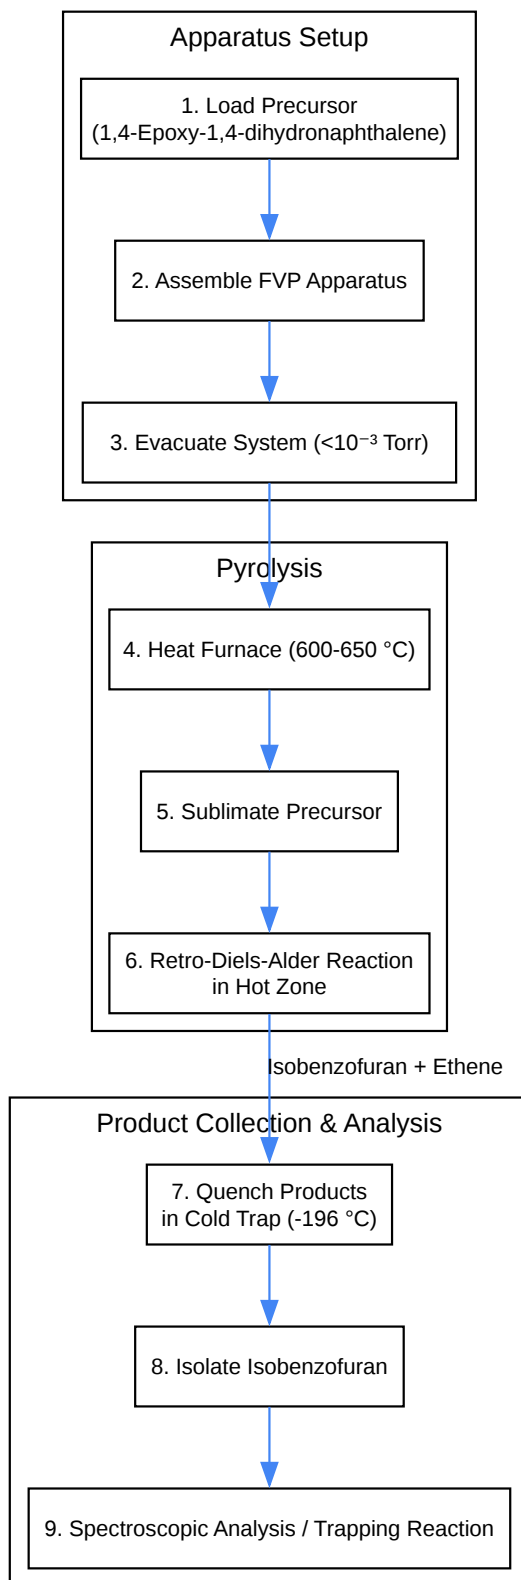 Apparatus Setup
1. Load Precursor
(1,4-Epoxy-1,4-dihydronaphthalene)
2. Assemble FVP Apparatus
3. Evacuate System (<10⁻³ Torr)
Pyrolysis
4. Heat Furnace (600-650 °C)
5. Sublimate Precursor
6. Retro-Diels-Alder Reaction
in Hot Zone
Isobenzofuran + Ethene
Product Collection & Analysis
7. Quench Products
in Cold Trap (-196 °C)
8. Isolate Isobenzofuran
9. Spectroscopic Analysis / Trapping Reaction